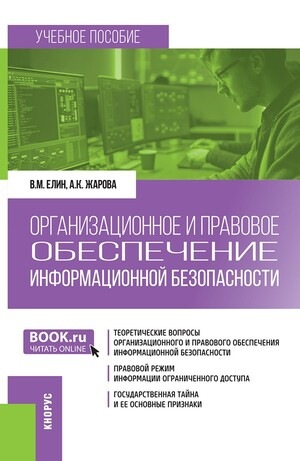 УЧЕБНОЕ ПОСОБИЕ
В.М. ЕЛИН, А.К. ЖАРОВА
ОРГАНИЗАЦИОННОЕ И ПРАВОВОЕ
ОБЕСПЕЧЕНИЕ
ИНФОРМАЦИОННОЙ БЕЗОПАСНОСТИ
BOOK.ru
ЧИТАТЬ ONLINE
ТЕОРЕТИЧЕСКИЕ ВОПРОСЫ
ОРГАНИЗАЦИОННОГО И ПРАВОВОГО ОБЕСПЕЧЕНИЯ
ИНФОРМАЦИОННОЙ БЕЗОПАСНОСТИ
ПРАВОВОЙ РЕЖИМ
ИНФОРМАЦИИ ОГРАНИЧЕННОГО ДОСТУПА
ГОСУДАРСТВЕННАЯ ТАЙНА
И ЕЕ ОСНОВНЫЕ ПРИЗНАКИ
КНОРУС